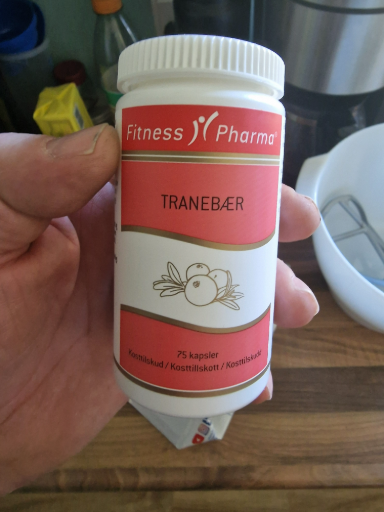 Fitness Pharma®
TRANEBÆR
75 kapsler
Kosttilskud / Kosttillskott / Kosttilskudd